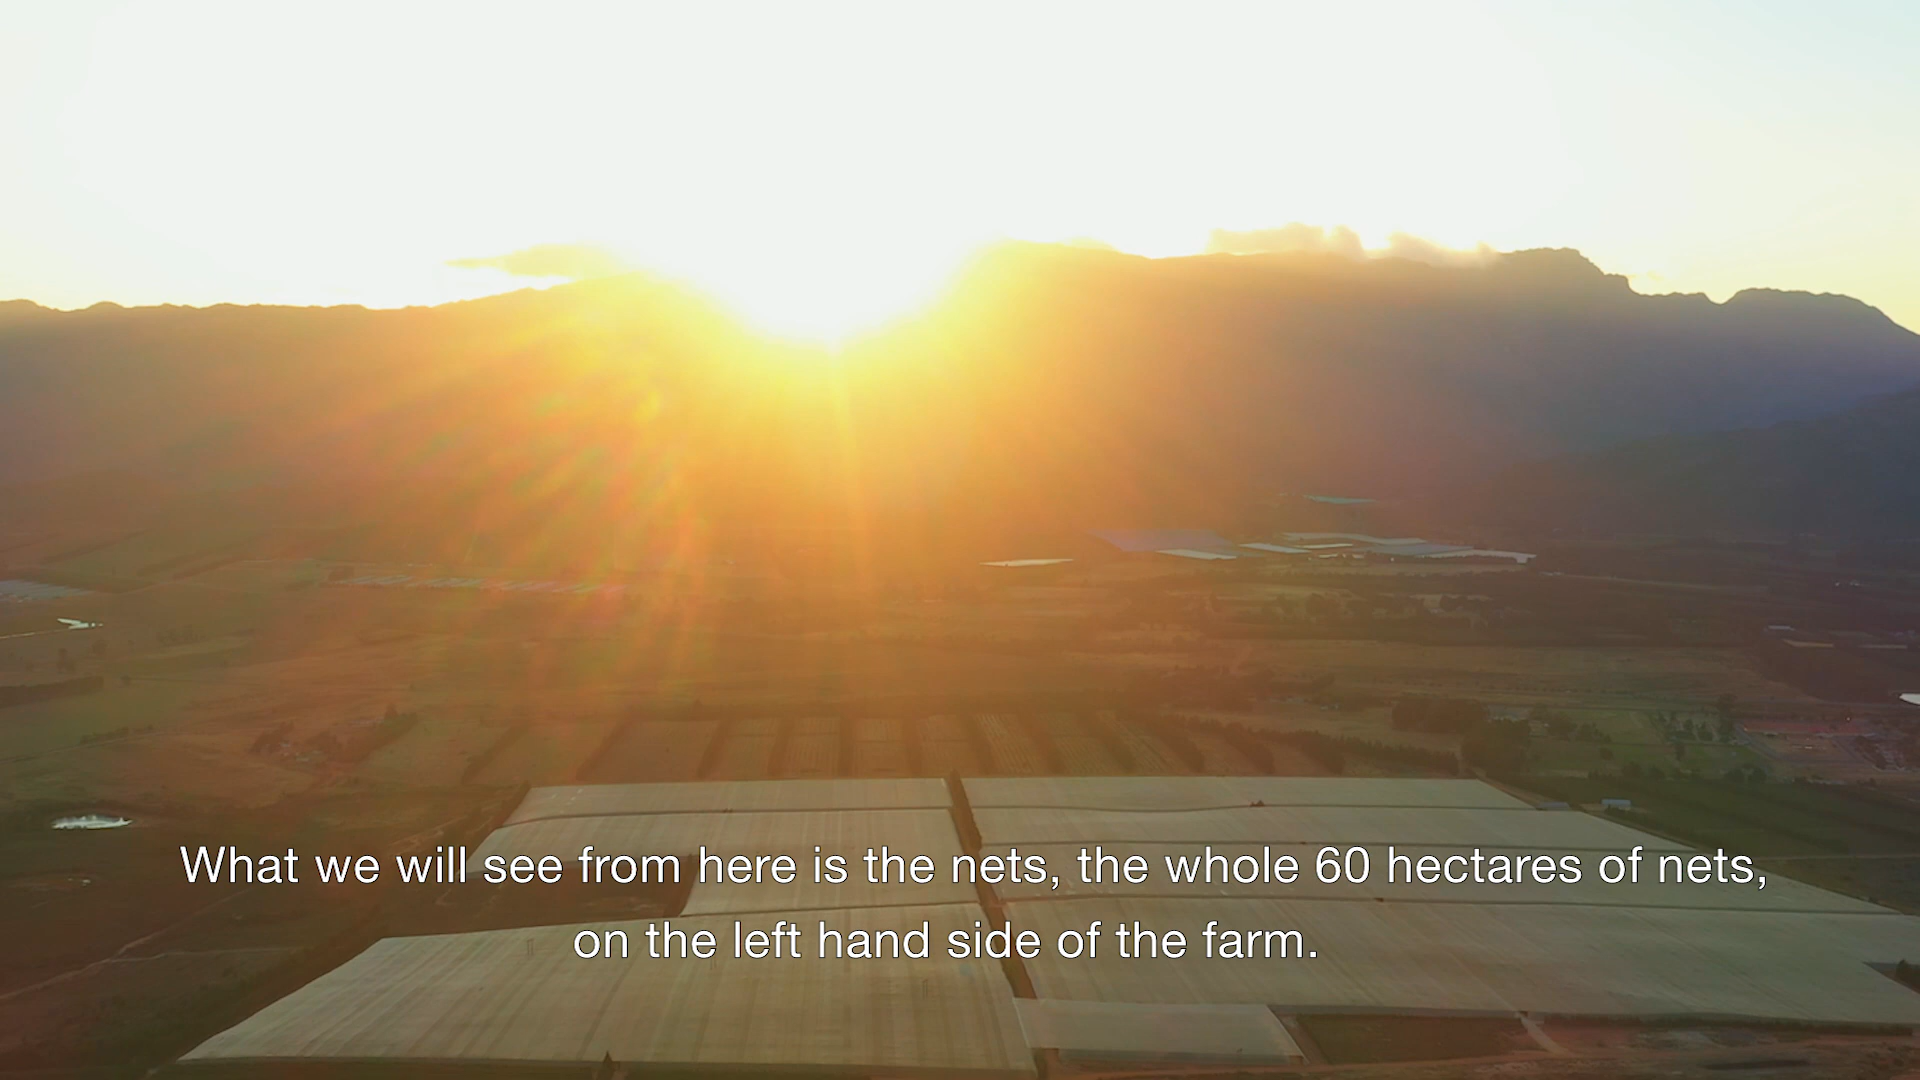 What we will see from here is the nets, the whole 60 hectares of nets,
on the left hand side of the farm.